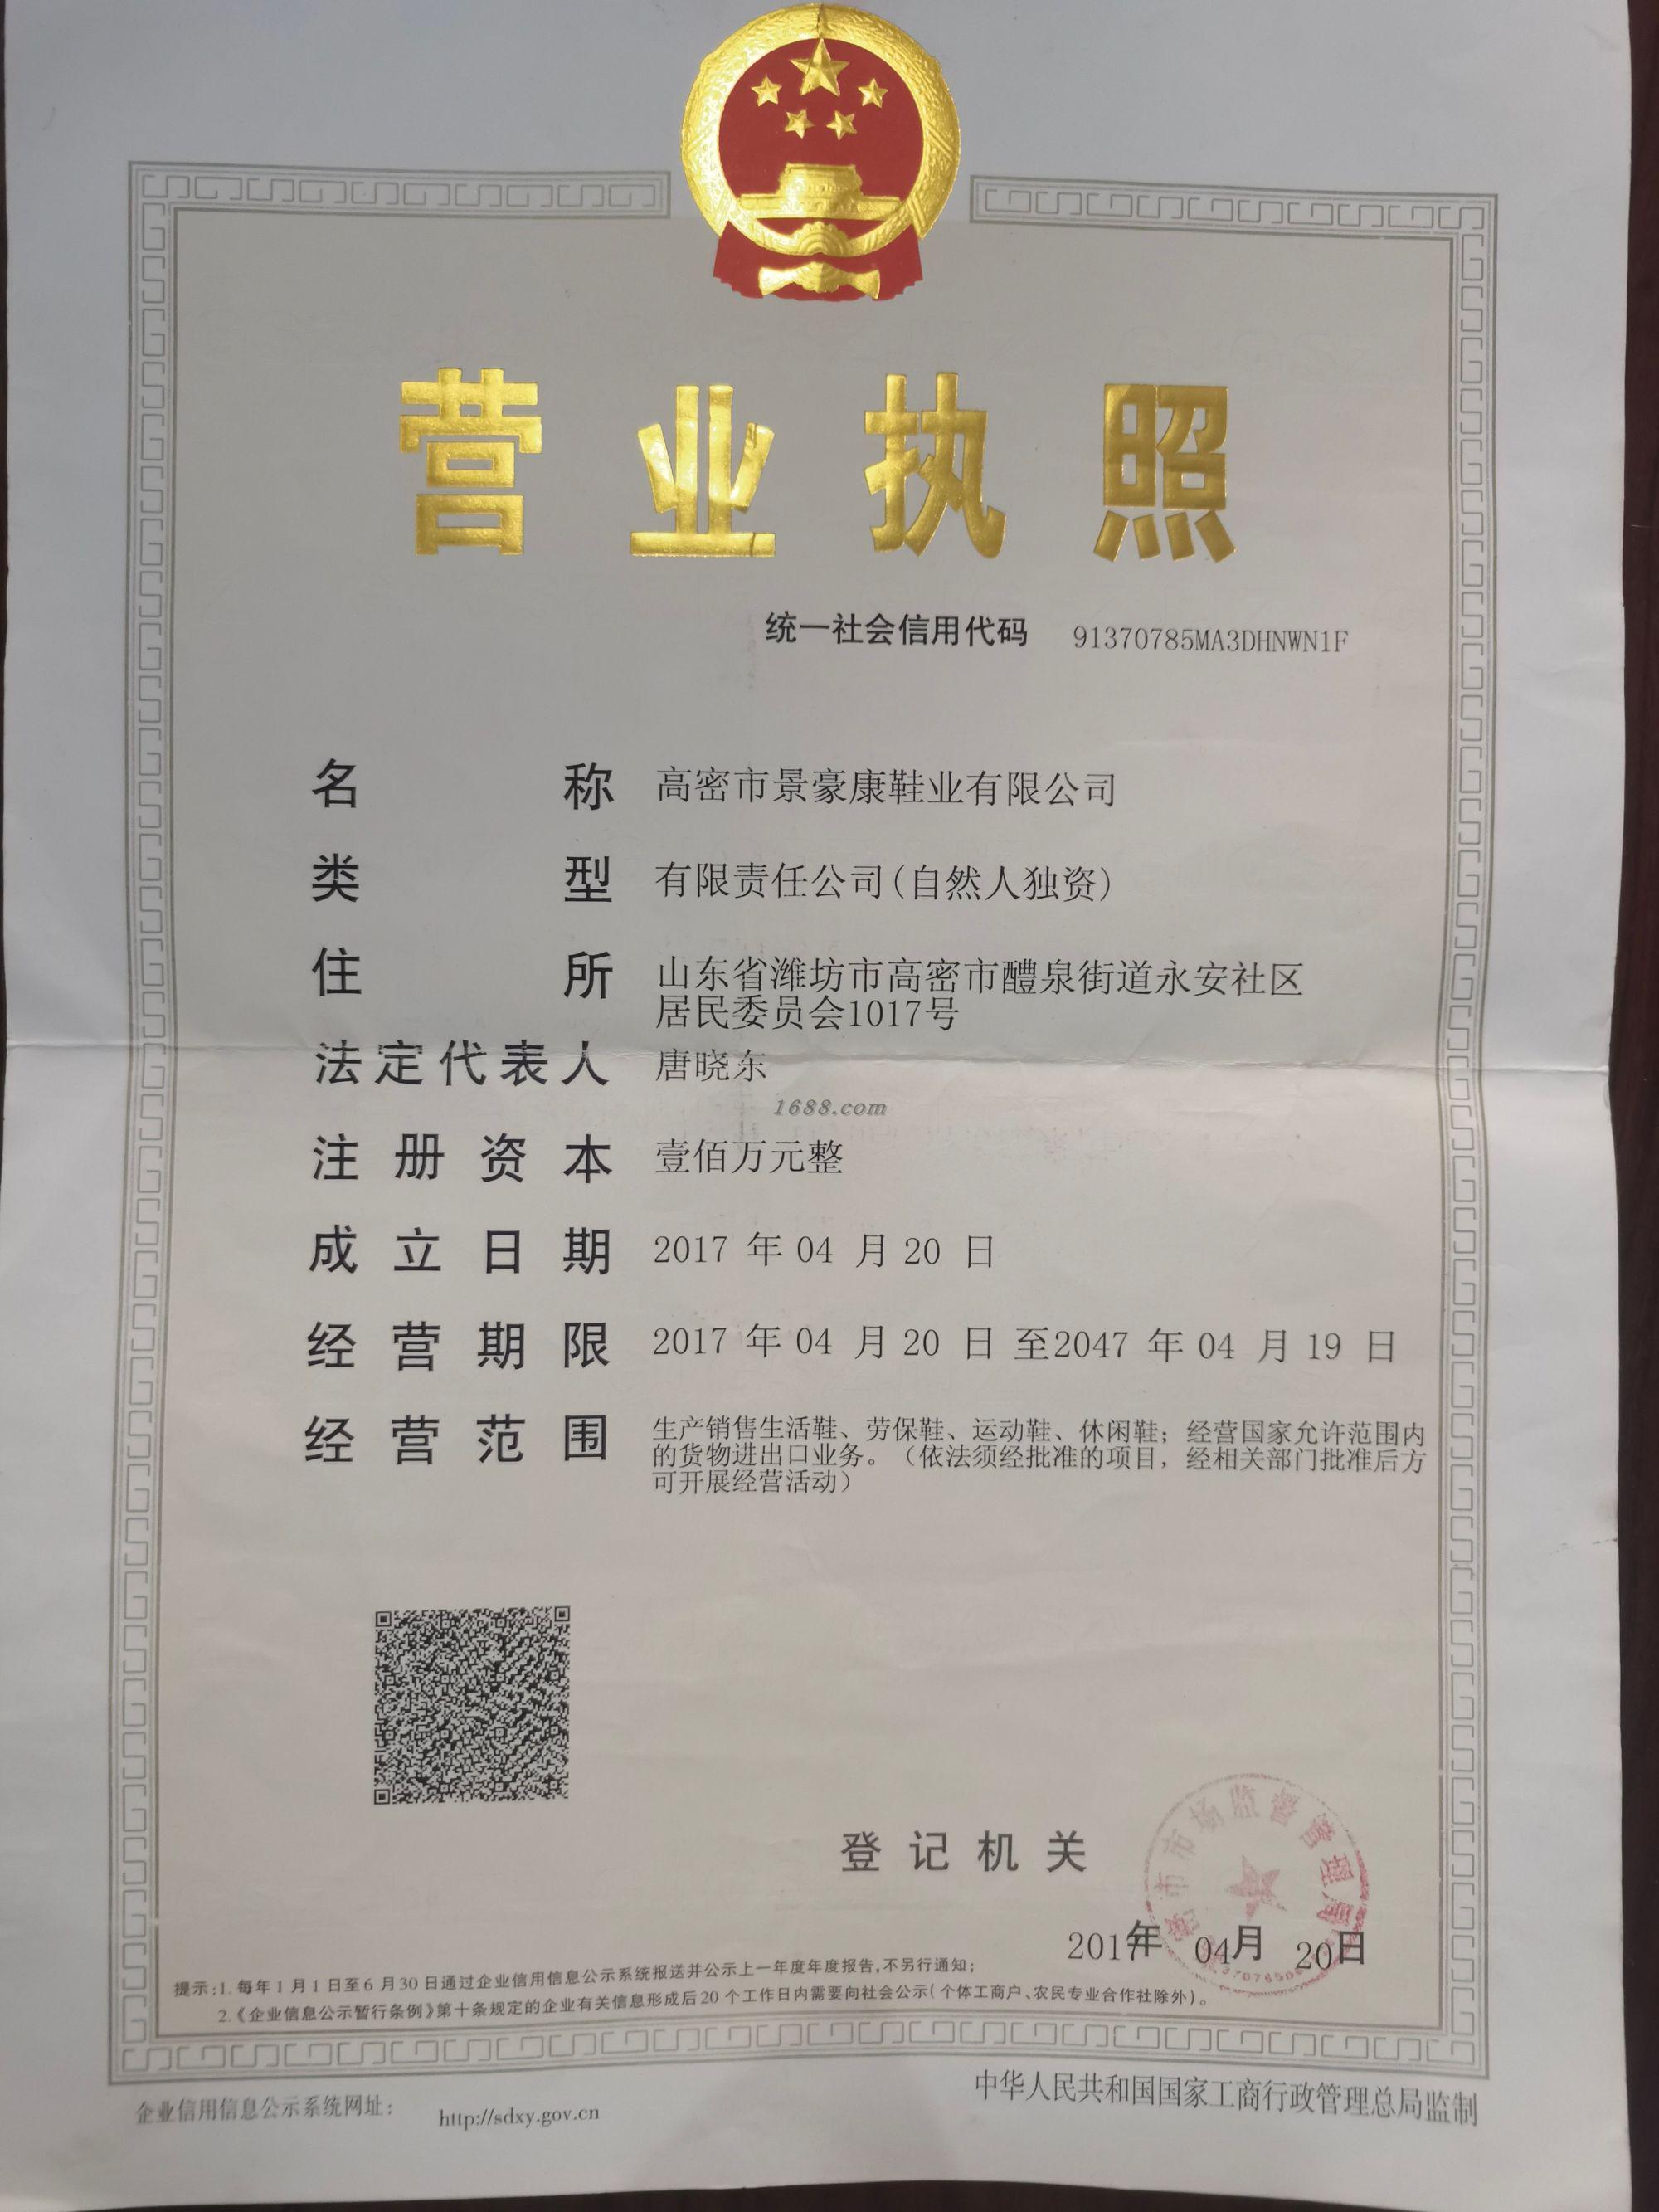 营业执照
统一社会信用代码 91370785MA3DHNWN1F
名称 高密市景豪康鞋业有限公司
类型 有限责任公司(自然人独资)
住所 山东省潍坊市高密市醴泉街道永安社区
居民委员会1017号
法定代表人 唐晓东
1688.com
注册资本 壹佰万元整
成立日期 2017 年 04 月 20 日
经营期限 2017 年 04 月 20 日 至2047 年 04 月 19 日
经营范围 生产销售生活鞋、劳保鞋、运动鞋、休闲鞋；经营国家允许范围内
的货物进出口业务。（依法须经批准的项目，经相关部门批准后方
可开展经营活动）
登记机关
市市场监督管理局
2017年 04月 20日
提示:1. 每年1月1日至6月30日通过企业信用信息公示系统报送并公示上一年度年度报告,不另行通知;
2.《企业信息公示暂行条例》第十条规定的企业有关信息形成后20个工作日内需要向社会公示(个体工商户、农民专业合作社除外)。
企业信用信息公示系统网址: http://sdxy.gov.cn
中华人民共和国国家工商行政管理总局监制